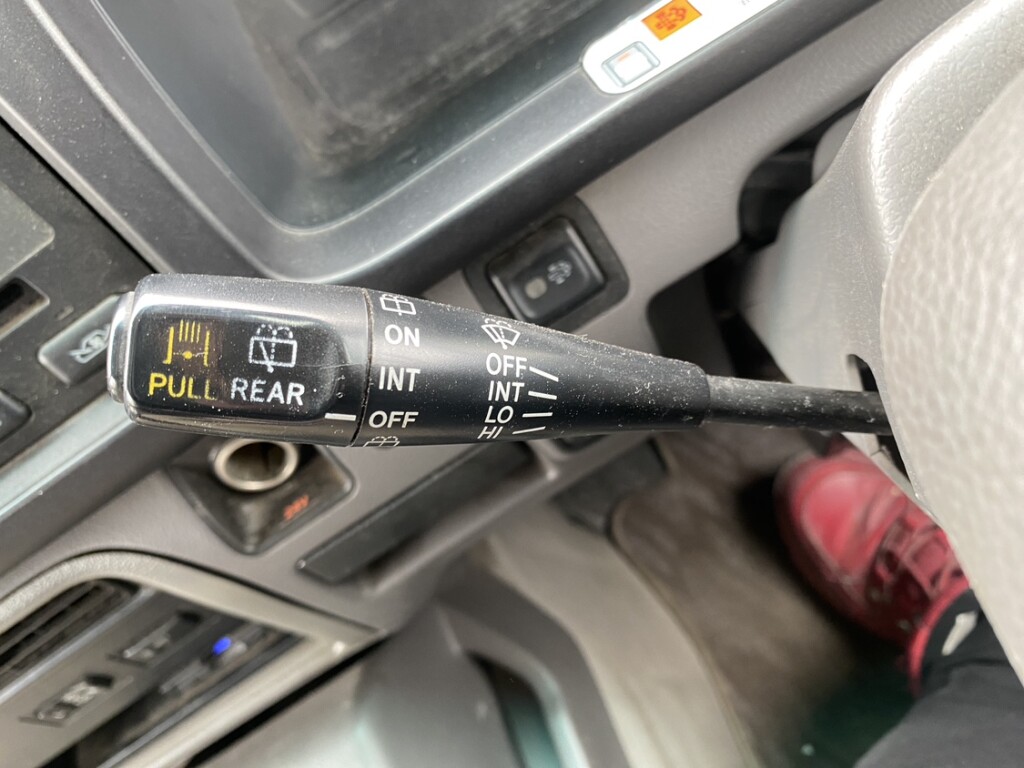 PULL REAR
ON
INT
OFF
OFF
INT
LO
HI